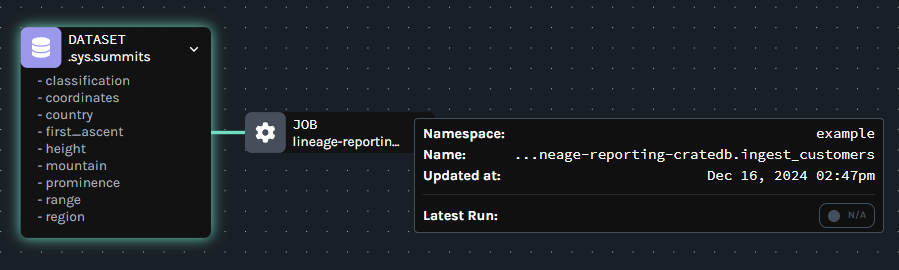 DATASET
.sys.summits
- classification
- coordinates
- country
- first_ascent
- height
- mountain
- prominence
- range
- region
JOB
lineage-reportin...
Namespace: example
Name: ...neage-reporting-cratedb.ingest_customers
Updated at: Dec 16, 2024 02:47pm
Latest Run: N/A